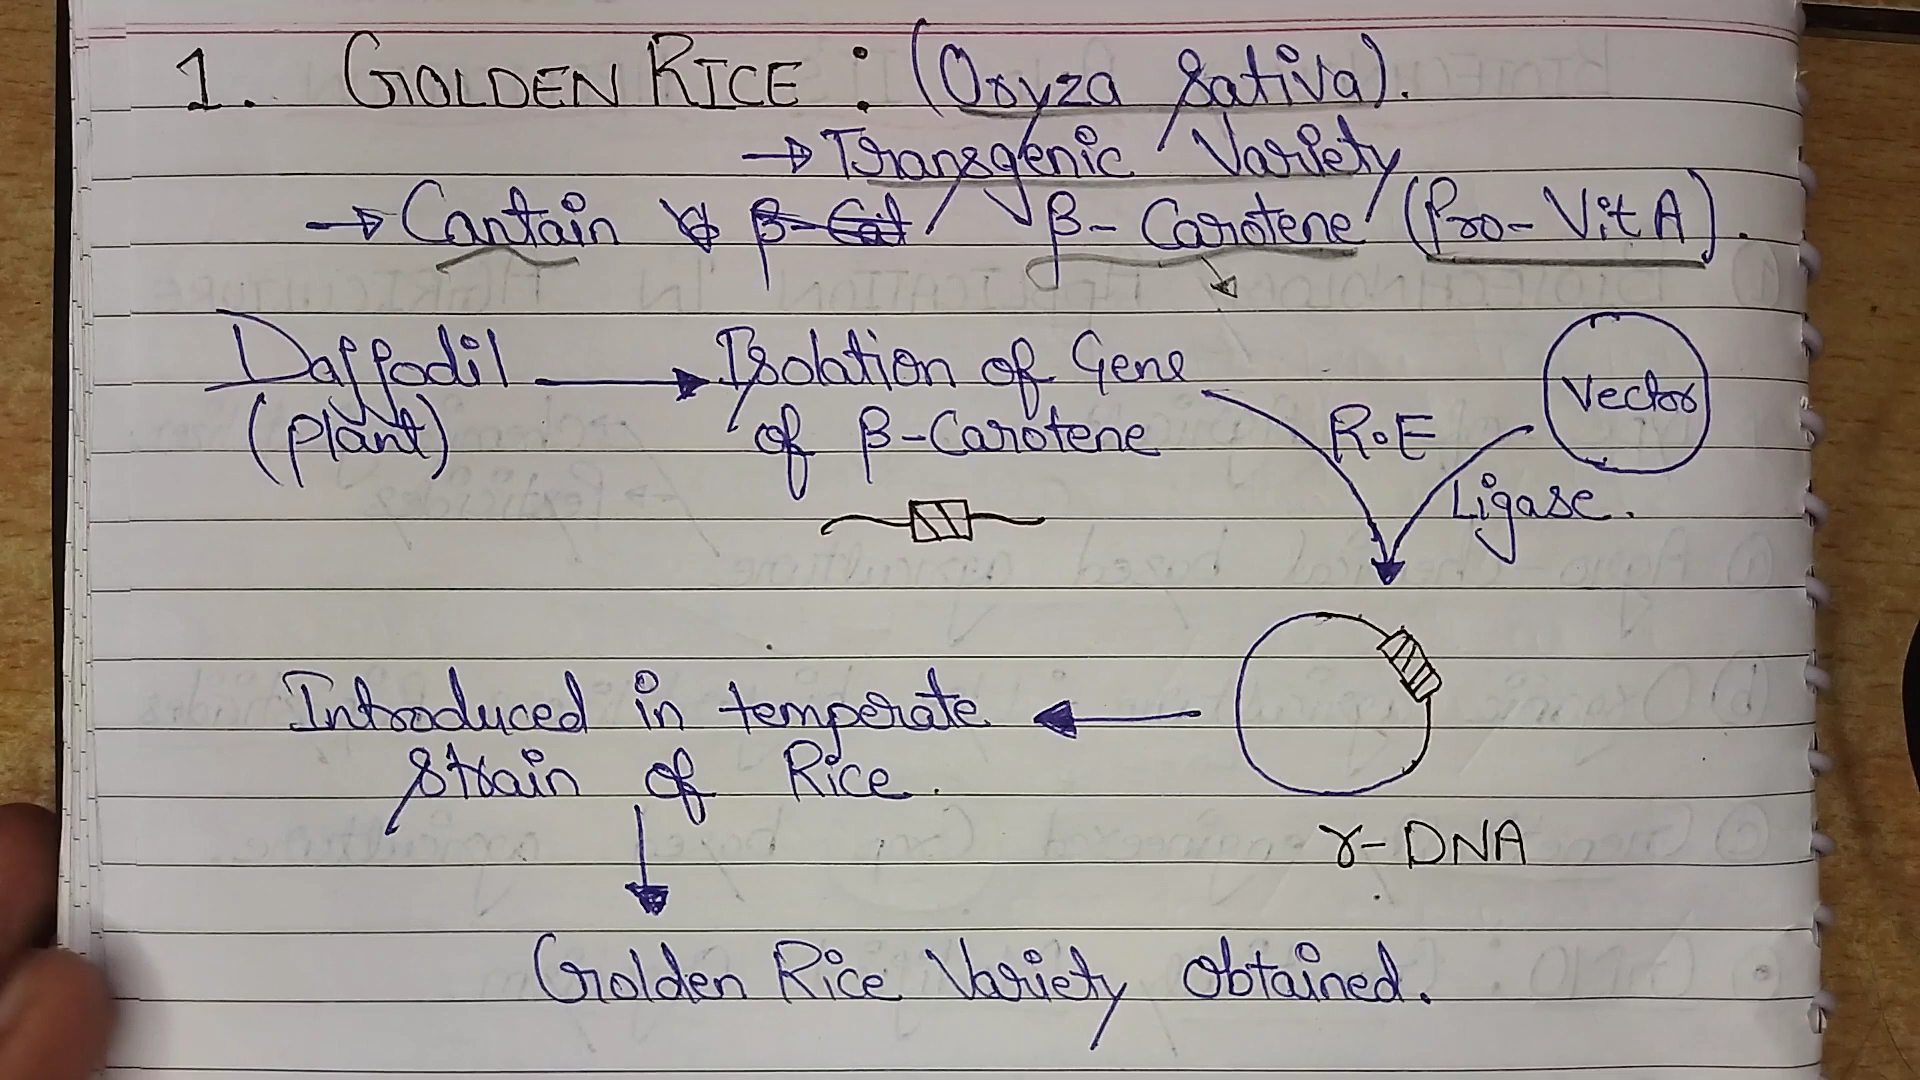 1. GOLDEN RICE : (Oryza sativa).
→ Transgenic Variety
→ Contain β-Carotene (Pro-Vit A).
Daffodil → Isolation of Gene
(plant) of β-Carotene
R.E
Vector
Ligase.
Introduced in temperate
strain of Rice.
r-DNA
Golden Rice Variety Obtained.